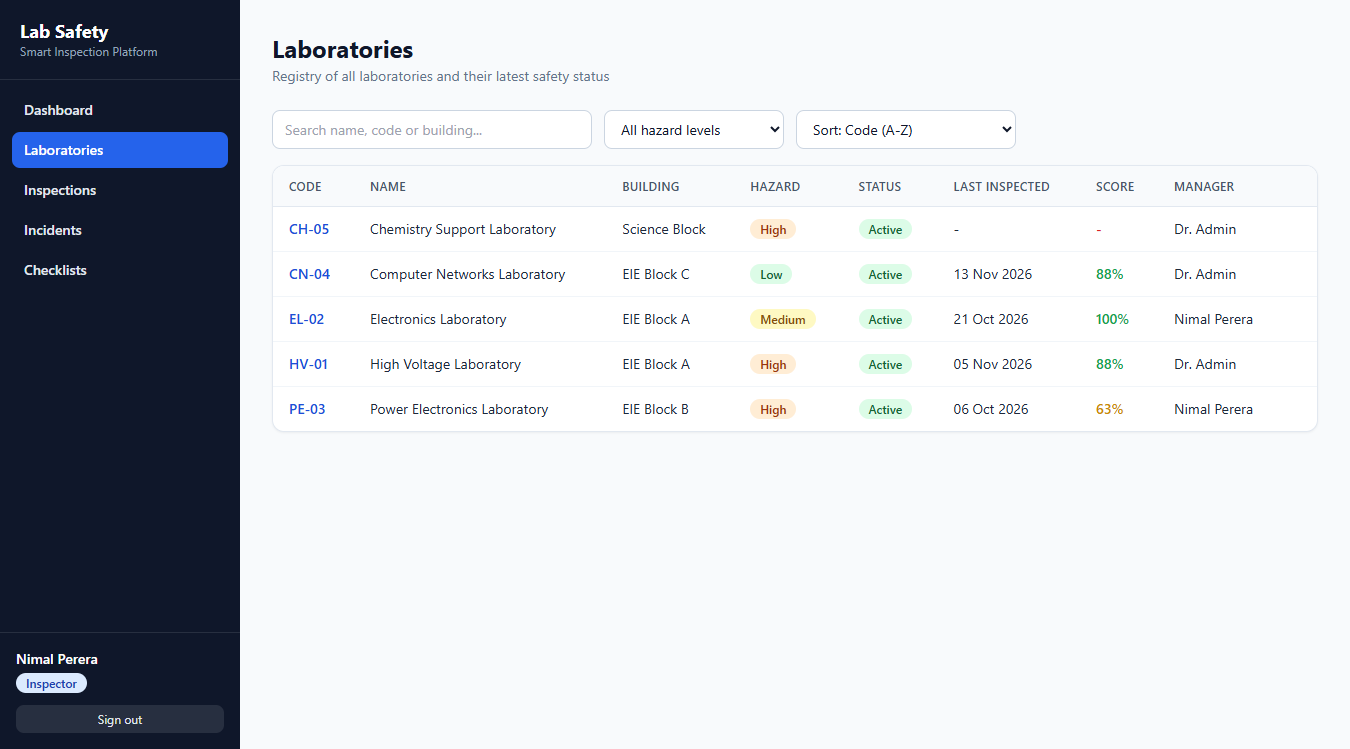 Lab Safety
Smart Inspection Platform
Dashboard
Laboratories
Inspections
Incidents
Checklists
Nimal Perera
Inspector
Sign out
Laboratories
Registry of all laboratories and their latest safety status
Search name, code or building... All hazard levels Sort: Code (A-Z)
CODE NAME BUILDING HAZARD STATUS LAST INSPECTED SCORE MANAGER
CH-05 Chemistry Support Laboratory Science Block High Active - - Dr. Admin
CN-04 Computer Networks Laboratory EIE Block C Low Active 13 Nov 2026 88% Dr. Admin
EL-02 Electronics Laboratory EIE Block A Medium Active 21 Oct 2026 100% Nimal Perera
HV-01 High Voltage Laboratory EIE Block A High Active 05 Nov 2026 88% Dr. Admin
PE-03 Power Electronics Laboratory EIE Block B High Active 06 Oct 2026 63% Nimal Perera